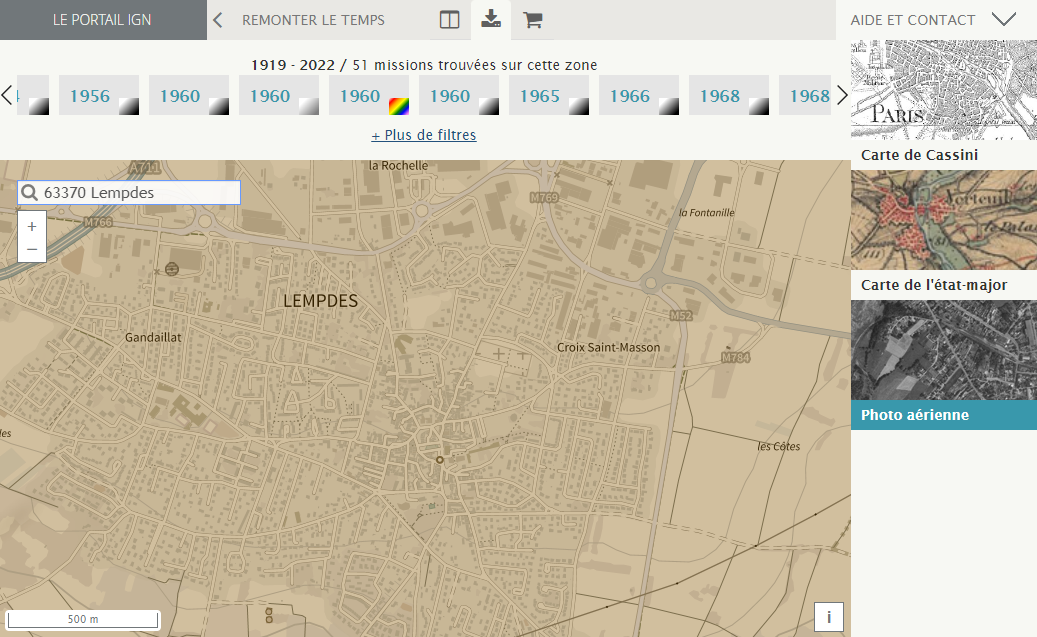 LE PORTAIL IGN
REMONTER LE TEMPS
AIDE ET CONTACT
1919 - 2022 / 51 missions trouvées sur cette zone
1956
1960
1960
1960
1960
1965
1966
1968
1968
+ Plus de filtres
PARIS
Carte de Cassini
Carte de l'état-major
Photo aérienne
63370 Lempdes
+
−
A711
la Rochelle
M769
M766
la Fontanille
LEMPDES
M52
Gandaillat
Croix Saint-Masson
M784
les Côtes
500 m
i